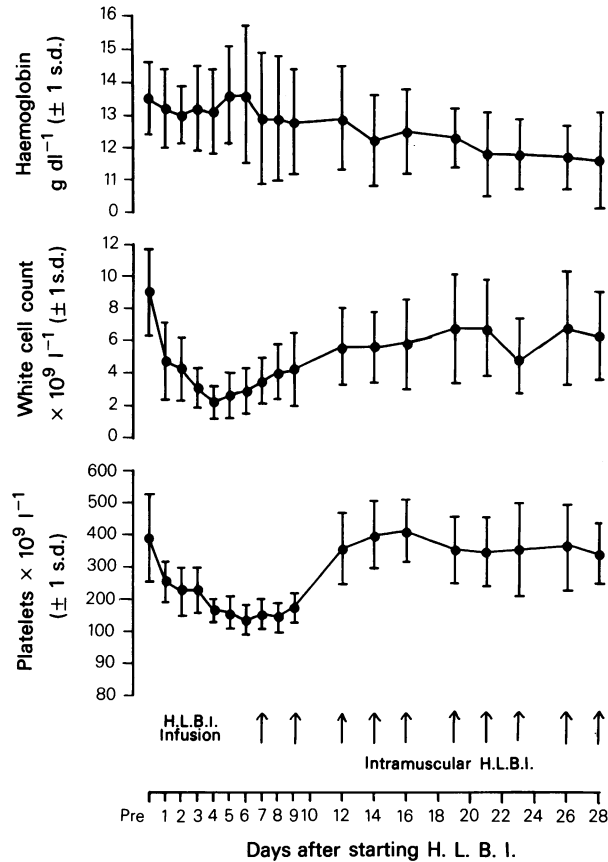 Haemoglobin
g dl⁻¹ (± 1 s.d.)
16
15
14
13
12
11
0
White cell count
× 10⁹ l⁻¹ (± 1 s.d.)
12
10
8
6
4
2
0
Platelets × 10⁹ l⁻¹
(± 1 s.d.)
600
500
400
300
200
100
90
80
H.L.B.I.
Infusion
Intramuscular H.L.B.I.
Pre 1 2 3 4 5 6 7 8 9 10 12 14 16 18 20 22 24 26 28
Days after starting H. L. B. I.